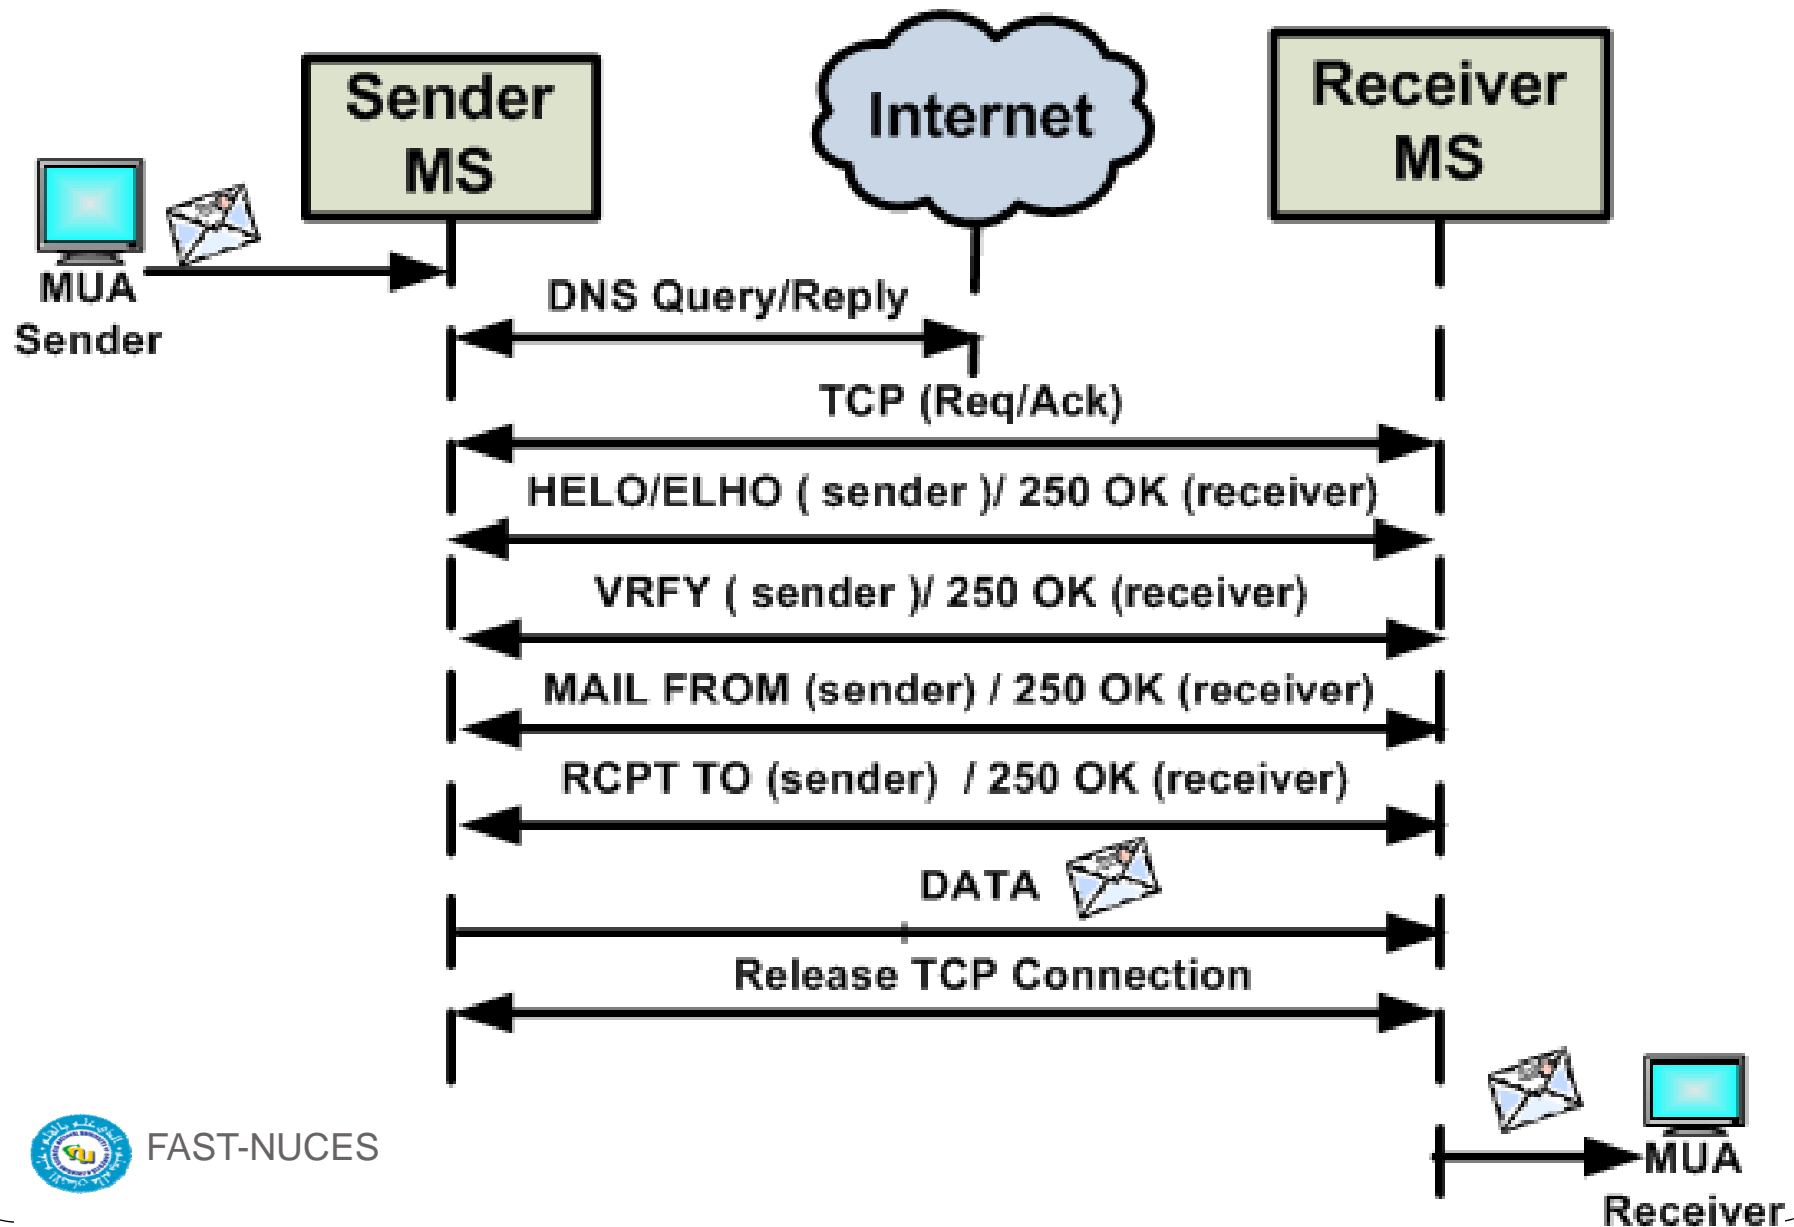 Sender
MS
Internet
Receiver
MS
MUA
Sender
DNS Query/Reply
TCP (Req/Ack)
HELO/ELHO ( sender )/ 250 OK (receiver)
VRFY ( sender )/ 250 OK (receiver)
MAIL FROM (sender) / 250 OK (receiver)
RCPT TO (sender) / 250 OK (receiver)
DATA
Release TCP Connection
FAST-NUCES
MUA
Receiver